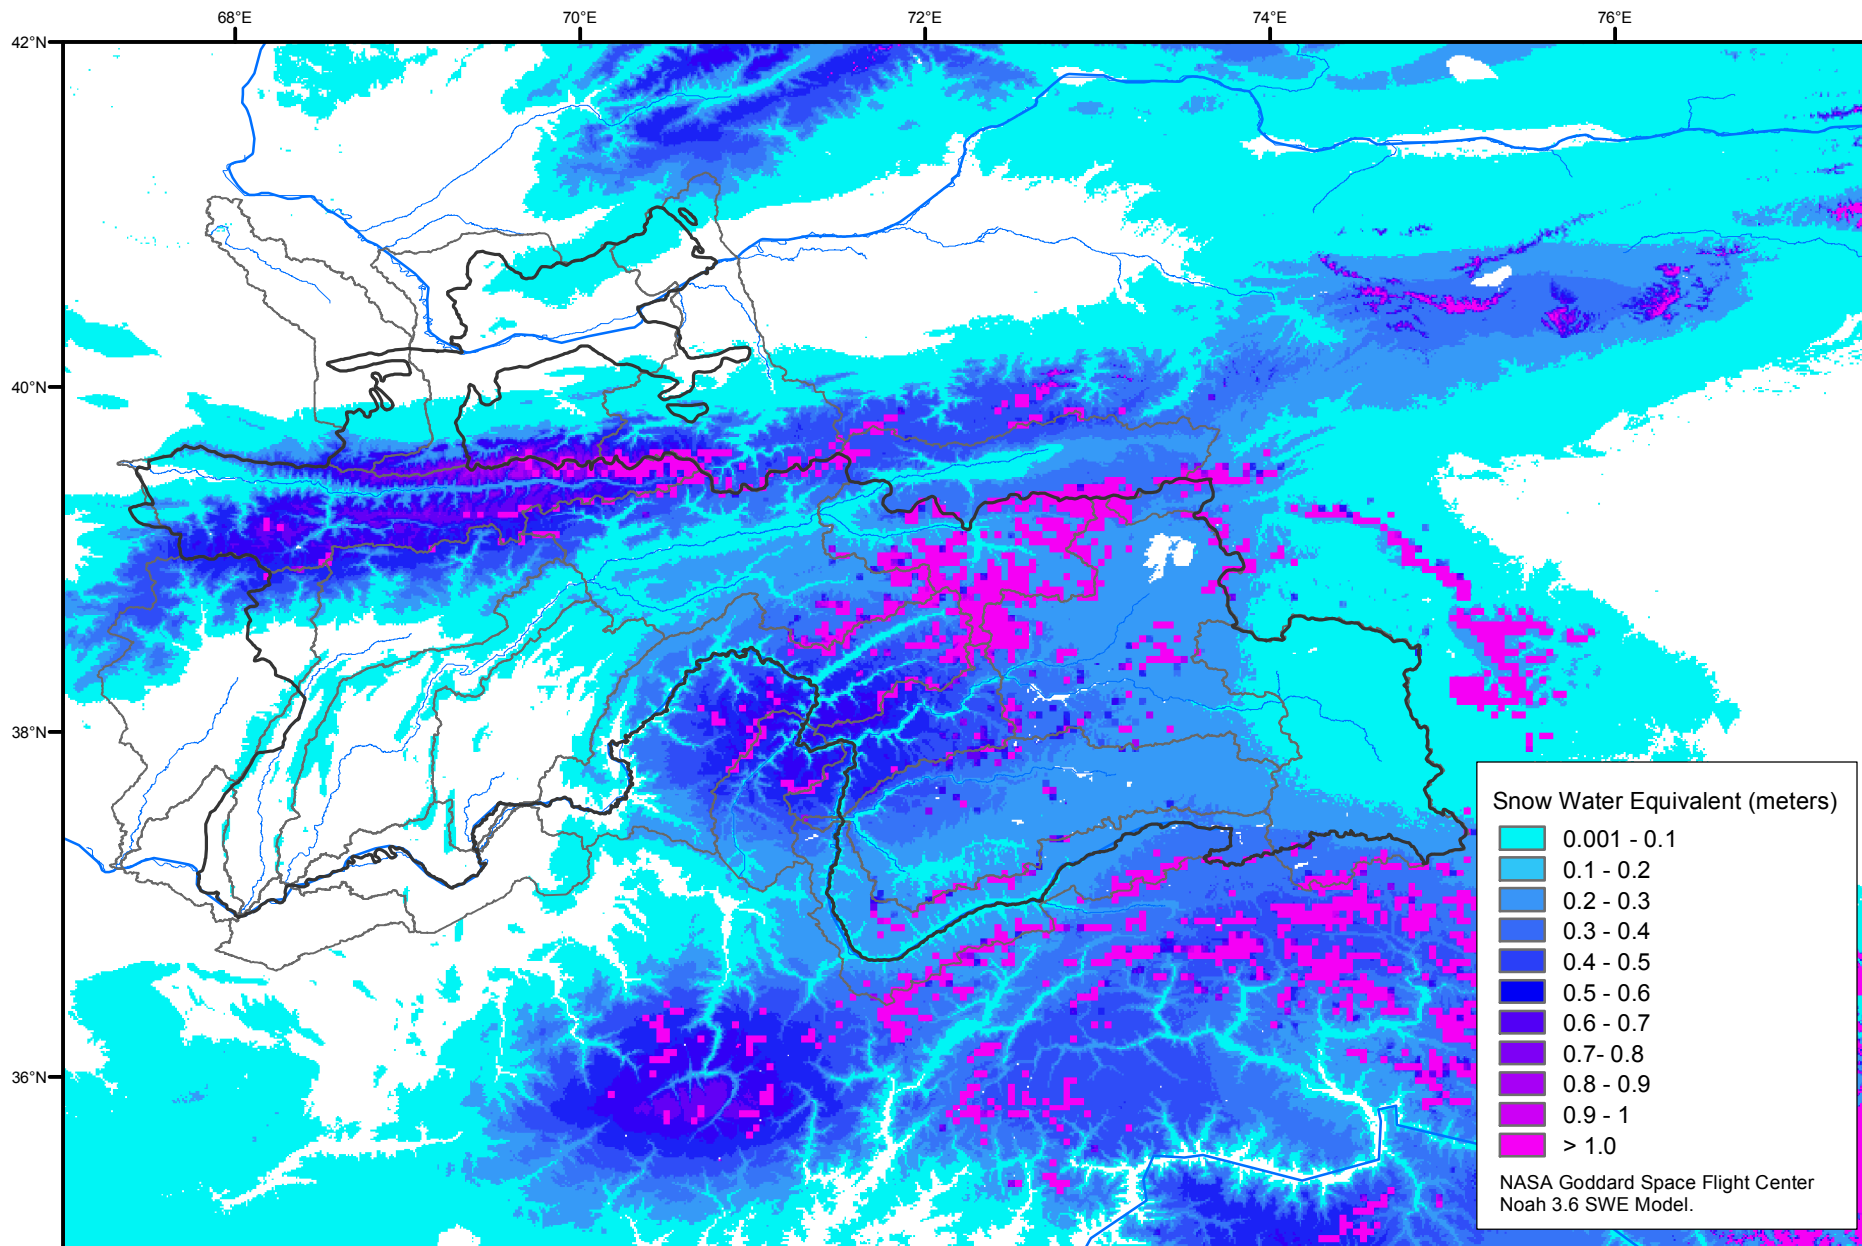 68°E
70°E
72°E
74°E
76°E
42°N
40°N
38°N
36°N
Snow Water Equivalent (meters)
0.001 - 0.1
0.1 - 0.2
0.2 - 0.3
0.3 - 0.4
0.4 - 0.5
0.5 - 0.6
0.6 - 0.7
0.7- 0.8
0.8 - 0.9
0.9 - 1
> 1.0
NASA Goddard Space Flight Center
Noah 3.6 SWE Model.